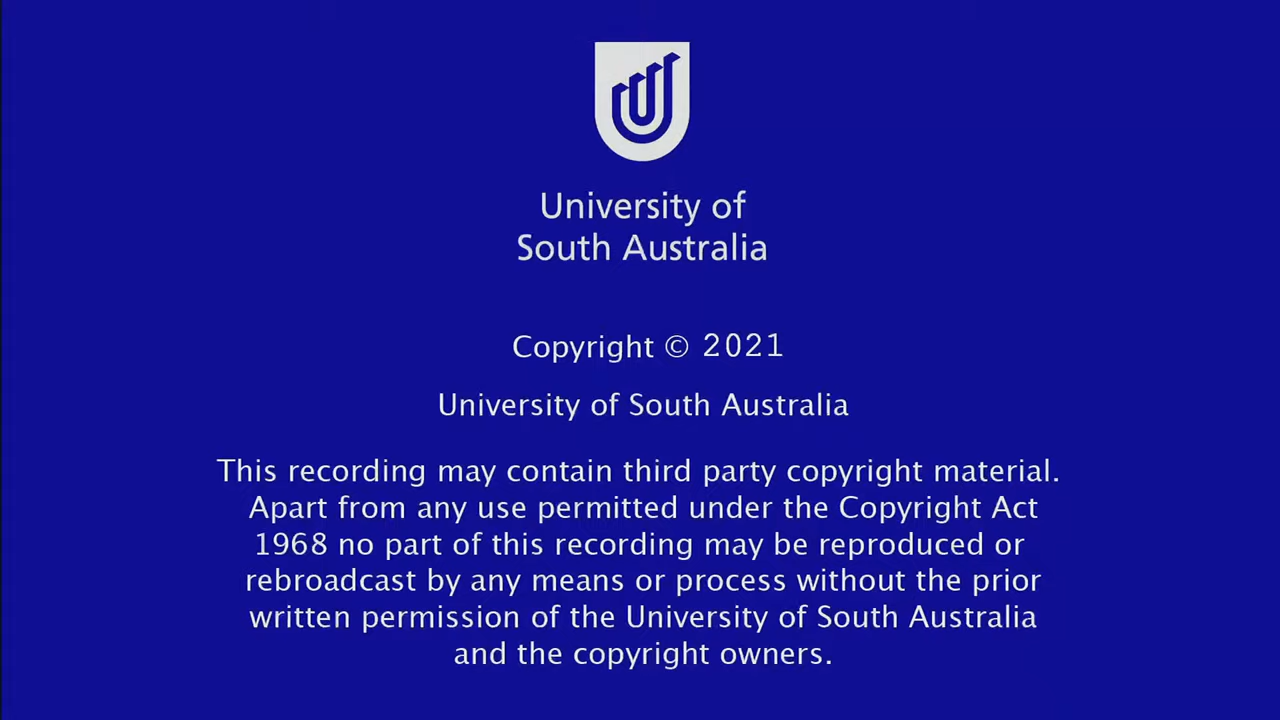 University of
South Australia
Copyright © 2021
University of South Australia
This recording may contain third party copyright material.
Apart from any use permitted under the Copyright Act
1968 no part of this recording may be reproduced or
rebroadcast by any means or process without the prior
written permission of the University of South Australia
and the copyright owners.